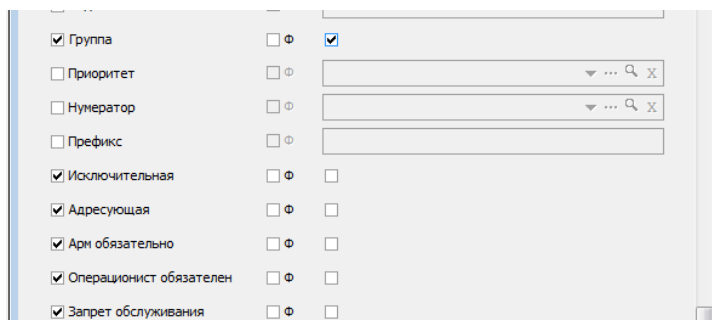 Группа Ф
Приоритет Ф ... X
Нумератор Ф ... X
Префикс Ф
Исключительная Ф
Адресующая Ф
Арм обязательно Ф
Операционист обязателен Ф
Запрет обслуживания Ф